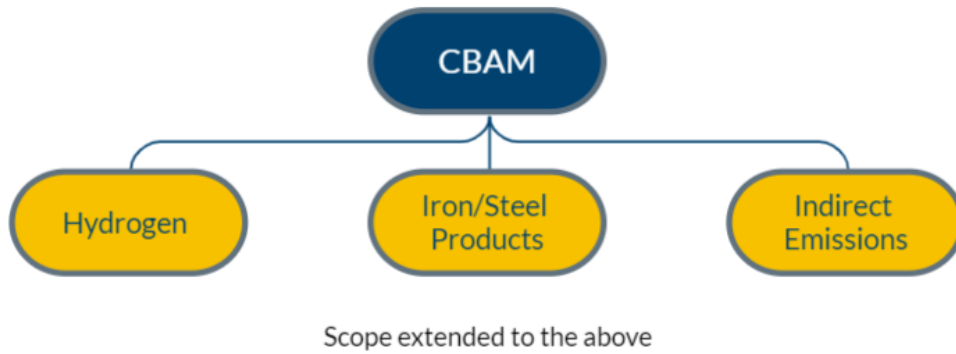 CBAM
Hydrogen
Iron/Steel
Products
Indirect
Emissions
Scope extended to the above